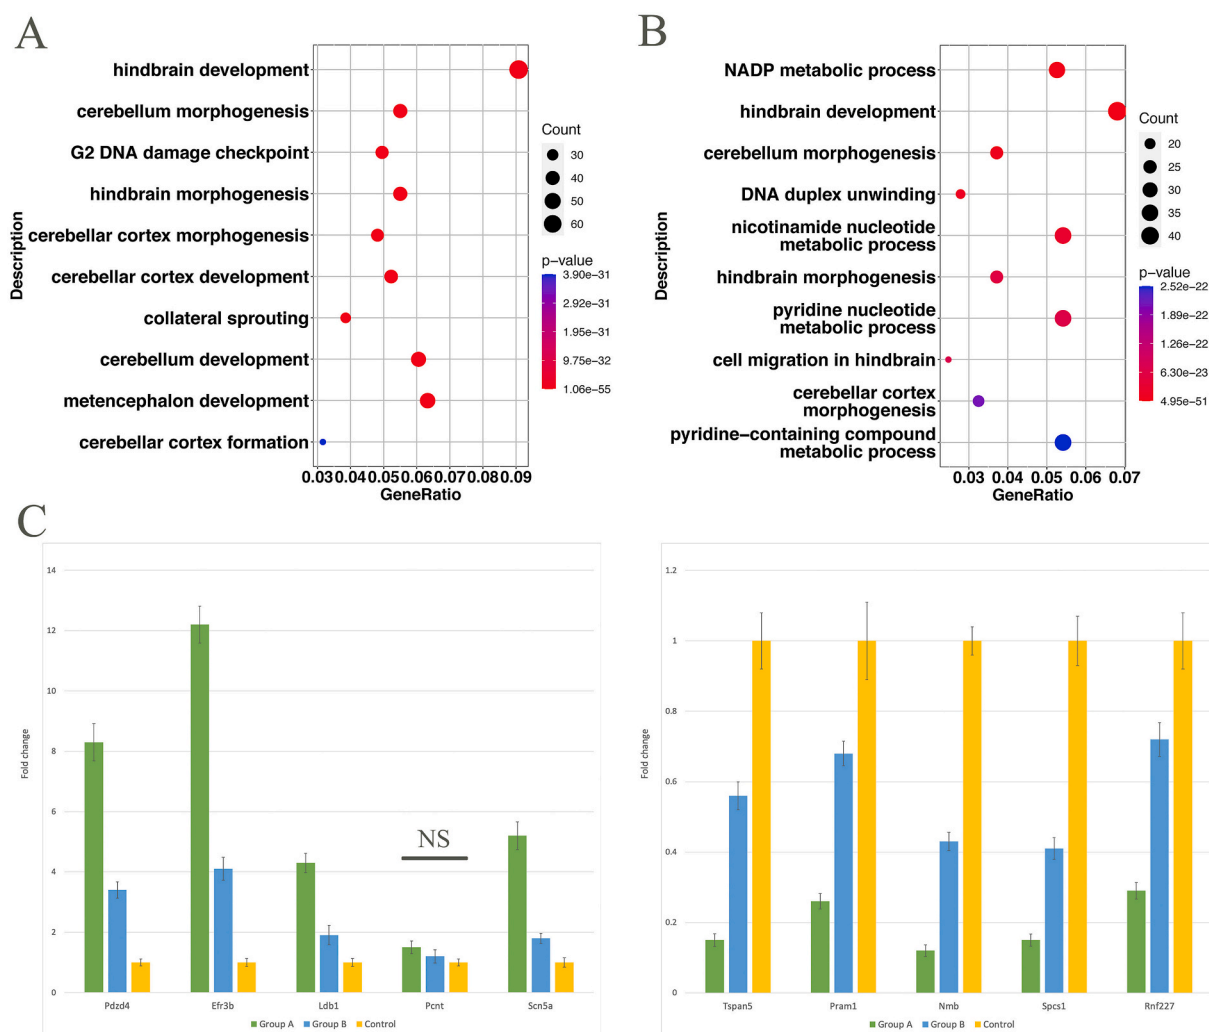 A
hindbrain development
cerebellum morphogenesis
G2 DNA damage checkpoint
hindbrain morphogenesis
cerebellar cortex morphogenesis
cerebellar cortex development
collateral sprouting
cerebellum development
metencephalon development
cerebellar cortex formation
Description
0.03 0.04 0.05 0.06 0.07 0.08 0.09
GeneRatio
Count
30
40
50
60
p-value
3.90e-31
2.92e-31
1.95e-31
9.75e-32
1.06e-55
B
NADP metabolic process
hindbrain development
cerebellum morphogenesis
DNA duplex unwinding
nicotinamide nucleotide
metabolic process
hindbrain morphogenesis
pyridine nucleotide
metabolic process
cell migration in hindbrain
cerebellar cortex
morphogenesis
pyridine-containing compound
metabolic process
Description
0.03 0.04 0.05 0.06 0.07
GeneRatio
Count
20
25
30
35
40
p-value
2.52e-22
1.89e-22
1.26e-22
6.30e-23
4.95e-51
C
14
12
10
8
6
4
2
0
Fold change
NS
Pdzd4 Efr3b Ldb1 Pcnt Scn5a
Group A Group B Control
1.2
1
0.8
0.6
0.4
0.2
0
Fold change
Tspan5 Pram1 Nmb Spcs1 Rnf227
Group A Group B Control